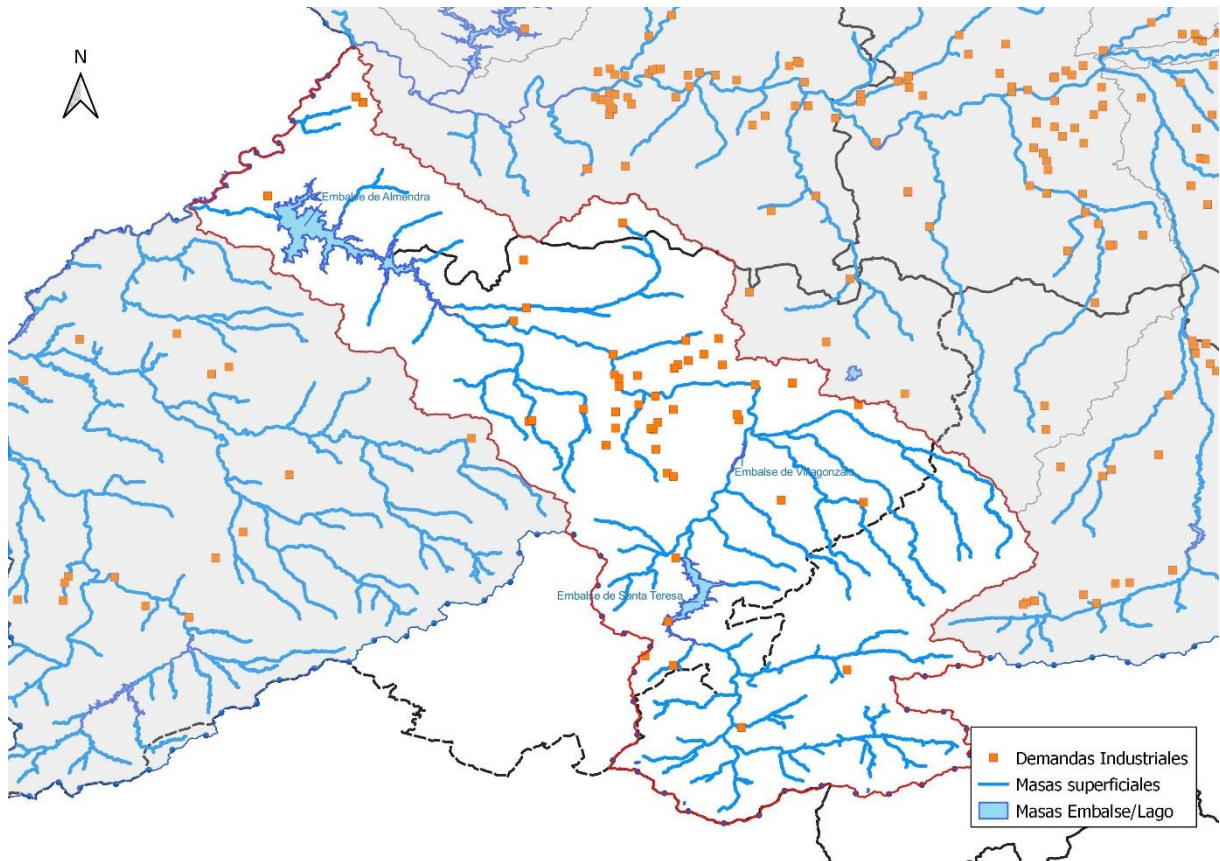 N
Embalse de Almendra
Embalse de Villagonzalo
Embalse de Santa Teresa
Demandas Industriales
Masas superficiales
Masas Embalse/Lago